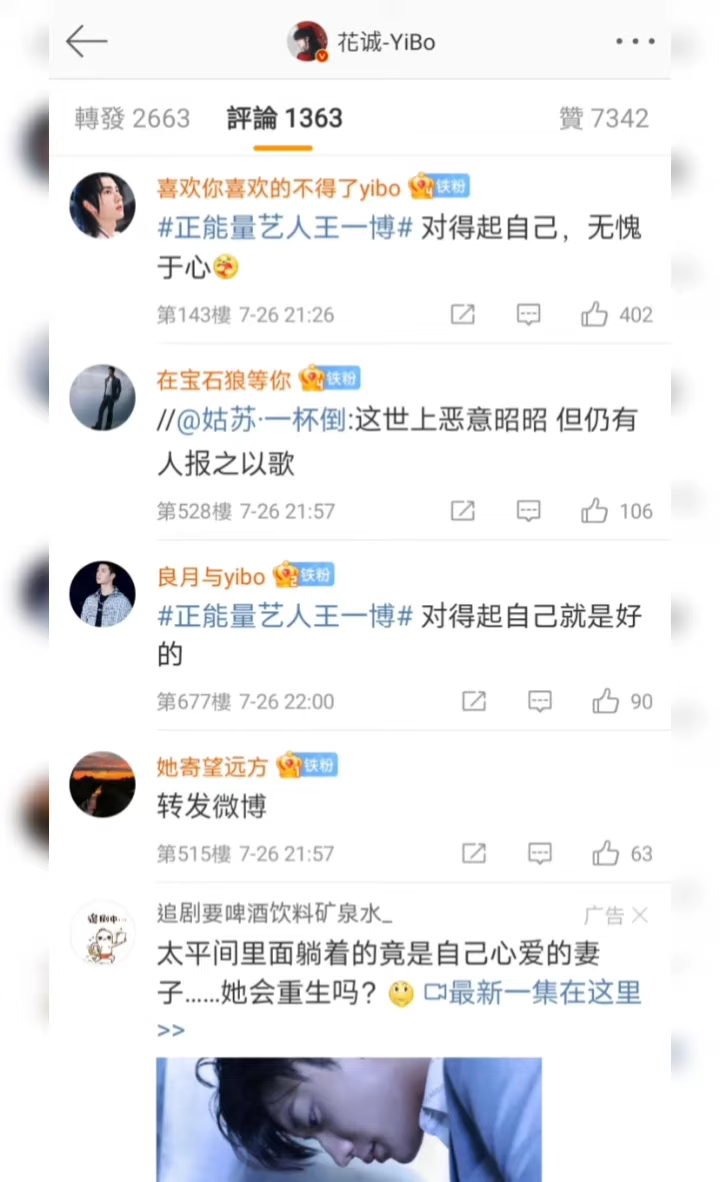 花诚-YiBo
轉發 2663 評論 1363 贊 7342
喜欢你喜欢的不得了yibo 铁粉
#正能量艺人王一博# 对得起自己，无愧
于心
第143樓 7-26 21:26 402
在宝石狼等你 铁粉
//@姑苏·一杯倒:这世上恶意昭昭 但仍有
人报之以歌
第528樓 7-26 21:57 106
良月与yibo 铁粉
#正能量艺人王一博# 对得起自己就是好
的
第677樓 7-26 22:00 90
她寄望远方 铁粉
转发微博
第515樓 7-26 21:57 63
追剧中...
追剧要啤酒饮料矿泉水_ 广告
太平间里面躺着的竟是自己心爱的妻
子......她会重生吗？ 最新一集在这里
>>